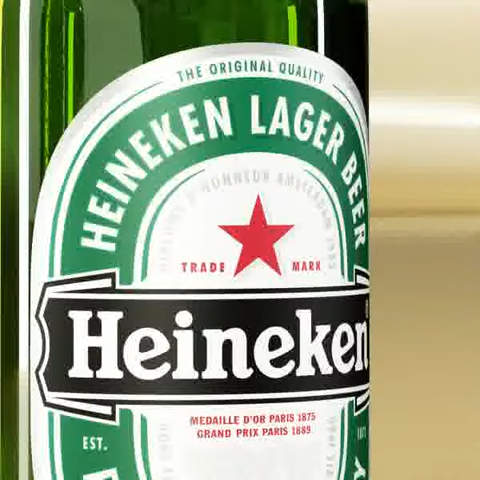 THE ORIGINAL QUALITY
HEINEKEN LAGER BEER
TRADE MARK
Heineken®
MEDAILLE D'OR PARIS 1875
GRAND PRIX PARIS 1889
EST.